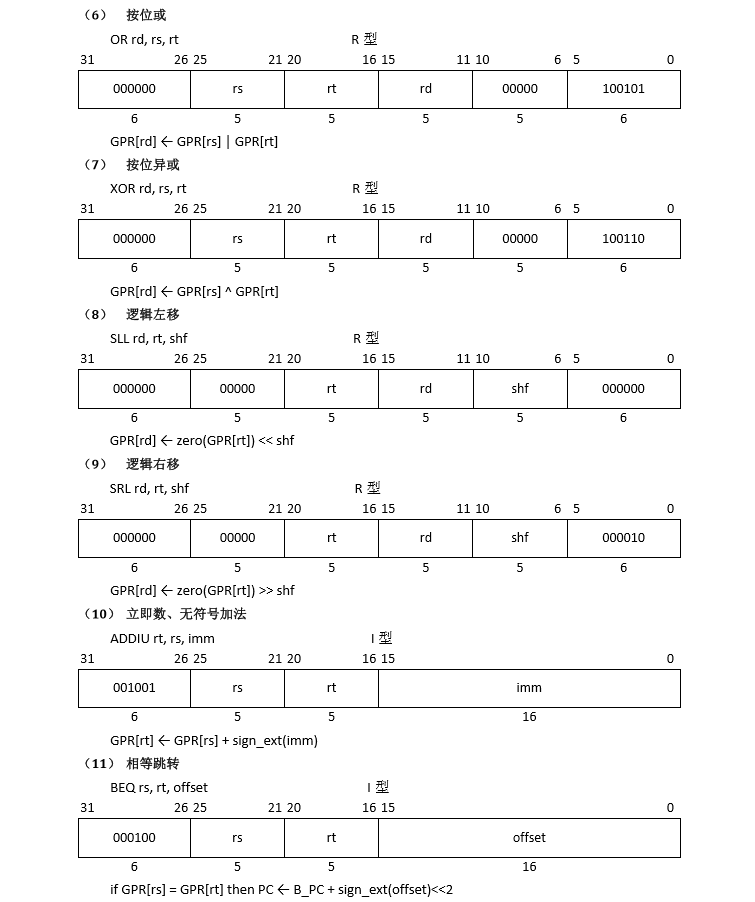 （6） 按位或
OR rd, rs, rt R 型
31 26 25 21 20 16 15 11 10 6 5 0
000000 rs rt rd 00000 100101
6 5 5 5 5 6
GPR[rd] ← GPR[rs] | GPR[rt]
（7） 按位异或
XOR rd, rs, rt R 型
31 26 25 21 20 16 15 11 10 6 5 0
000000 rs rt rd 00000 100110
6 5 5 5 5 6
GPR[rd] ← GPR[rs] ^ GPR[rt]
（8） 逻辑左移
SLL rd, rt, shf R 型
31 26 25 21 20 16 15 11 10 6 5 0
000000 00000 rt rd shf 000000
6 5 5 5 5 6
GPR[rd] ← zero(GPR[rt]) << shf
（9） 逻辑右移
SRL rd, rt, shf R 型
31 26 25 21 20 16 15 11 10 6 5 0
000000 00000 rt rd shf 000010
6 5 5 5 5 6
GPR[rd] ← zero(GPR[rt]) >> shf
（10） 立即数、无符号加法
ADDIU rt, rs, imm I 型
31 26 25 21 20 16 15 0
001001 rs rt imm
6 5 5 16
GPR[rt] ← GPR[rs] + sign_ext(imm)
（11） 相等跳转
BEQ rs, rt, offset I 型
31 26 25 21 20 16 15 0
000100 rs rt offset
6 5 5 16
if GPR[rs] = GPR[rt] then PC ← B_PC + sign_ext(offset)<<2